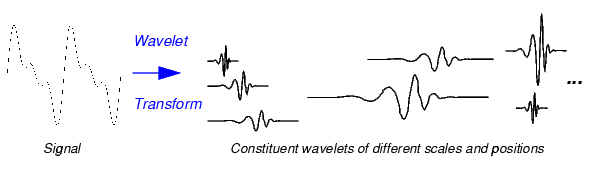 Wavelet
Transform
...
Signal
Constituent wavelets of different scales and positions